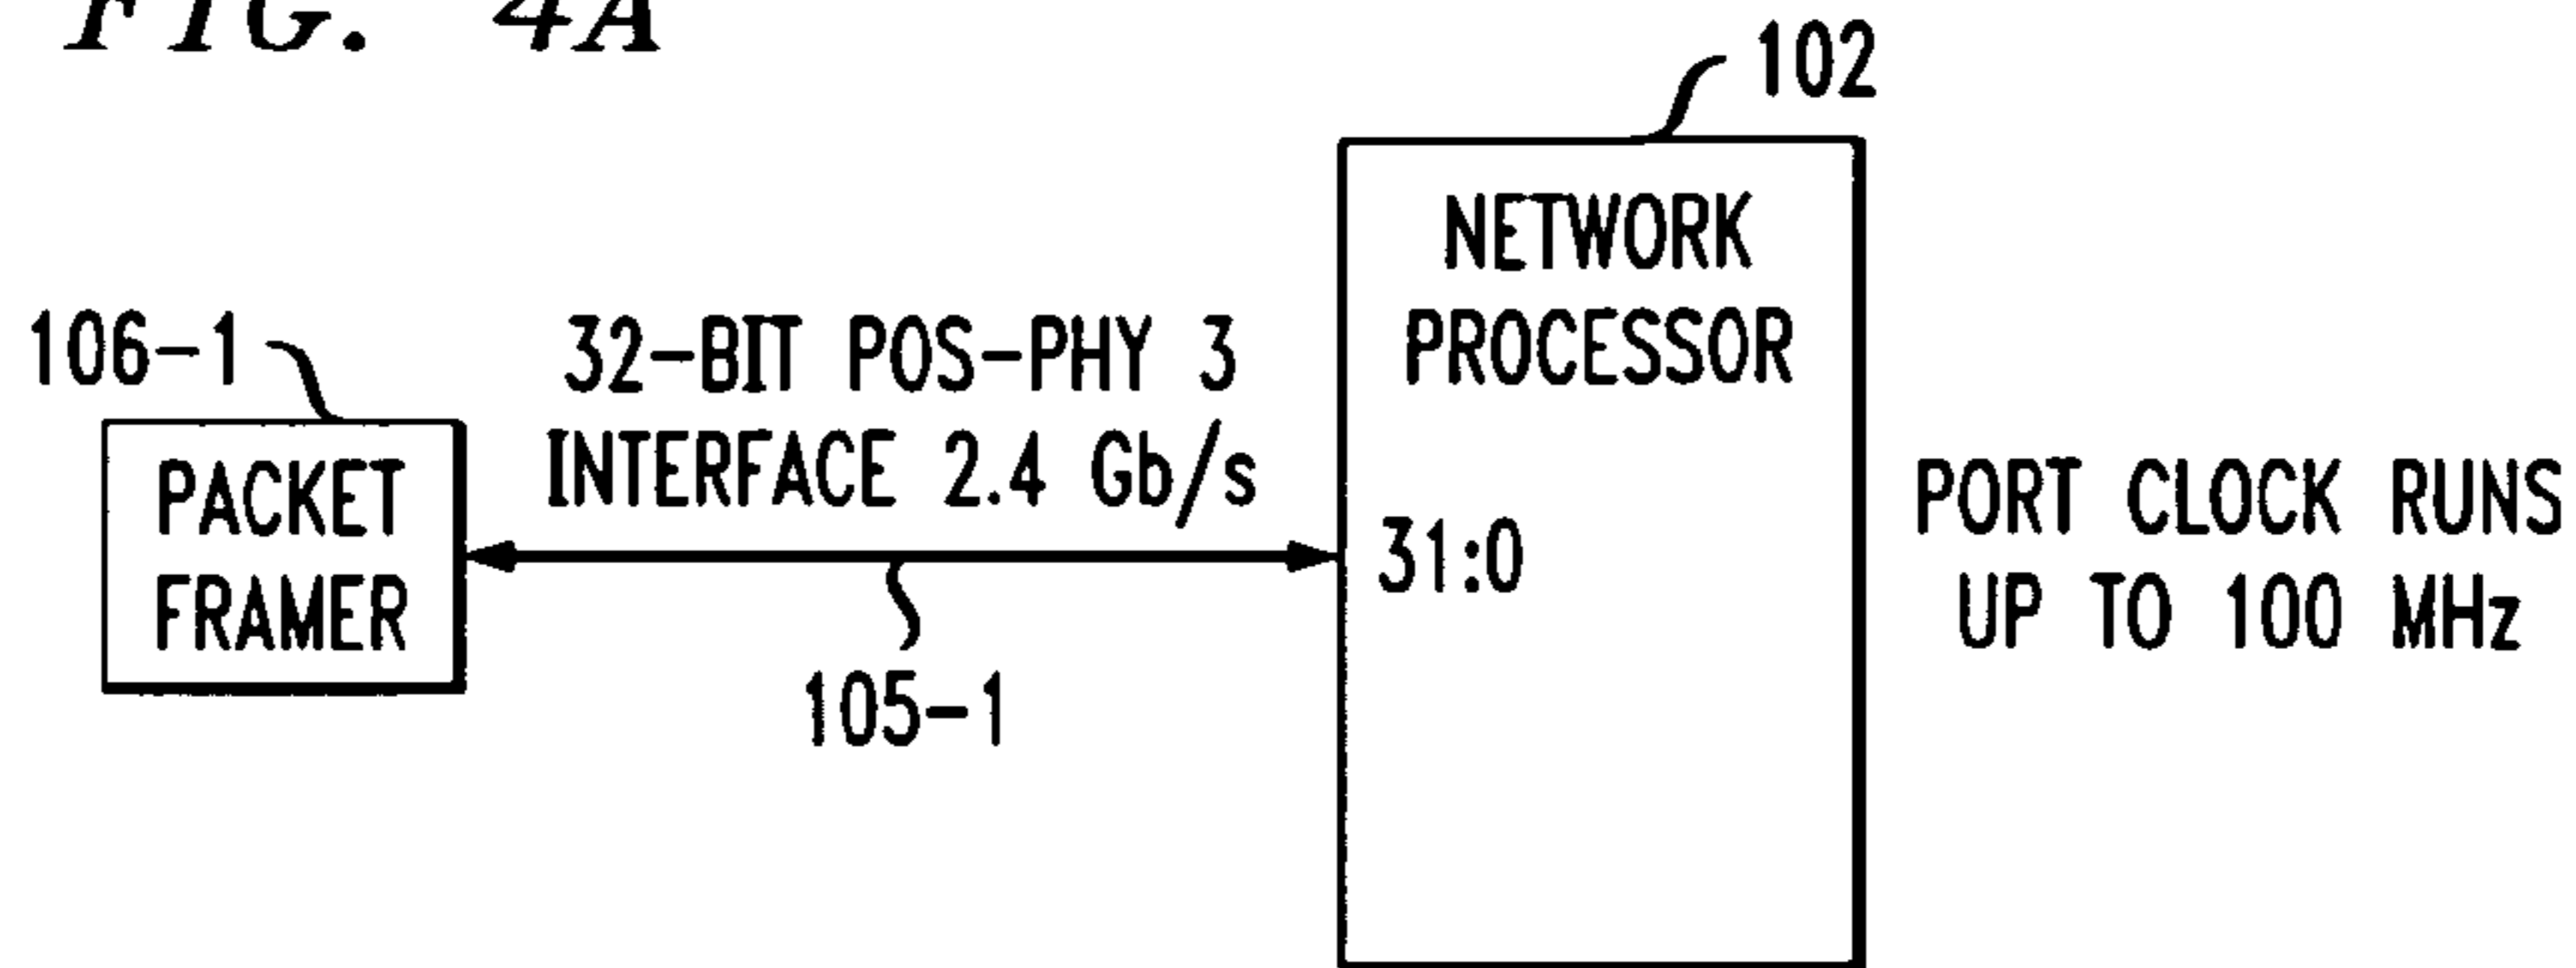 FIG. 4A
102
NETWORK
PROCESSOR
106-1
32-BIT POS-PHY 3
INTERFACE 2.4 Gb/s
PACKET
FRAMER
31:0
PORT CLOCK RUNS
UP TO 100 MHz
105-1